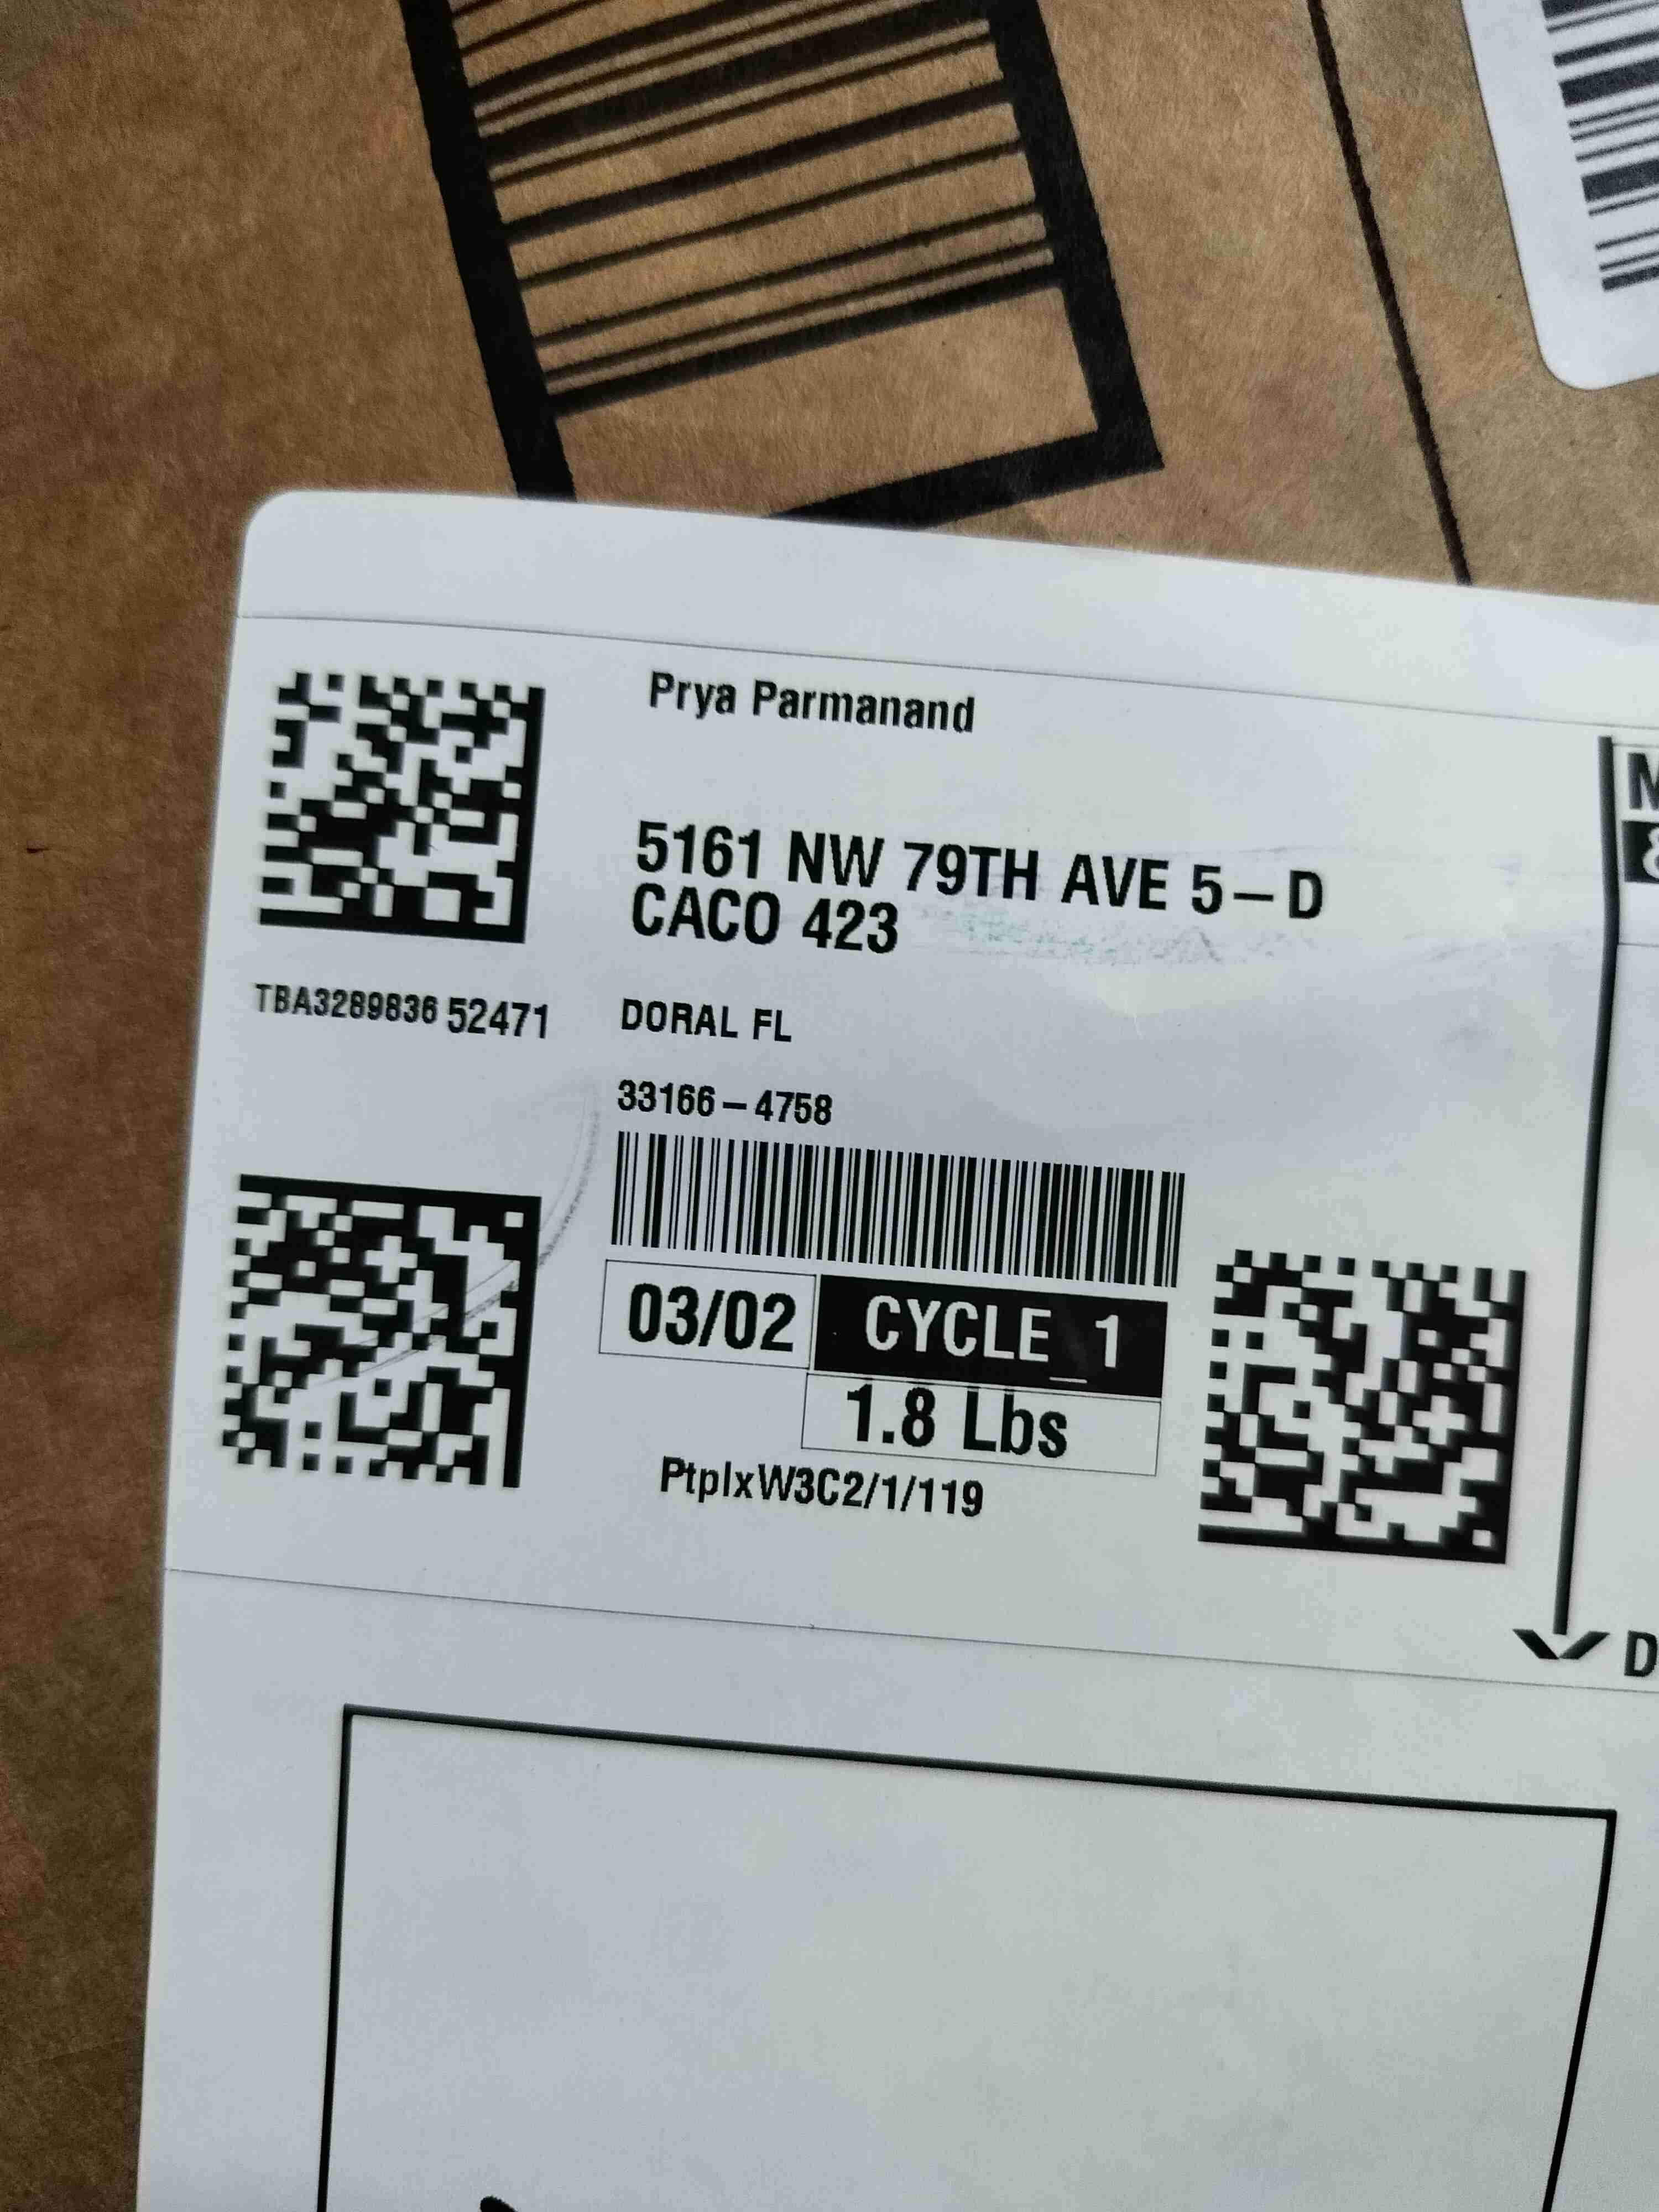 Prya Parmanand
5161 NW 79TH AVE 5-D
CACO 423
TBA3289836 52471
DORAL FL
33166-4758
03/02
CYCLE_1
1.8 Lbs
PtplxW3C2/1/119